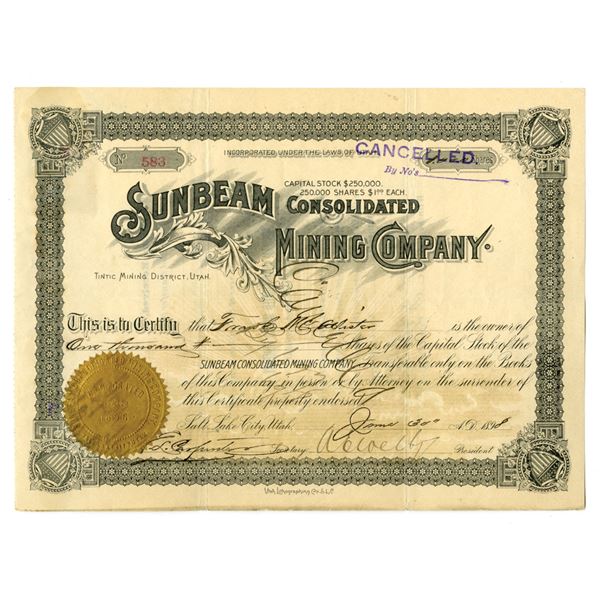 Nº 583
INCORPORATED UNDER THE LAWS OF
CANCELLED.
Shares
By No's
CAPITAL STOCK $250,000.
250,000 SHARES $1.00 EACH.
SUNBEAM CONSOLIDATED
MINING COMPANY.
TINTIC MINING DISTRICT, UTAH.
This is to Certify that is the owner of
One thousand Shares of the Capital Stock of the
SUNBEAM CONSOLIDATED MINING COMPANY, transferable only on the Books
of this Company in person or by Attorney on the surrender of
this Certificate properly endorsed.
Salt Lake City, Utah, June 30th A.D. 1898
Secretary President
Utah Lithographing Co. S.L.C.